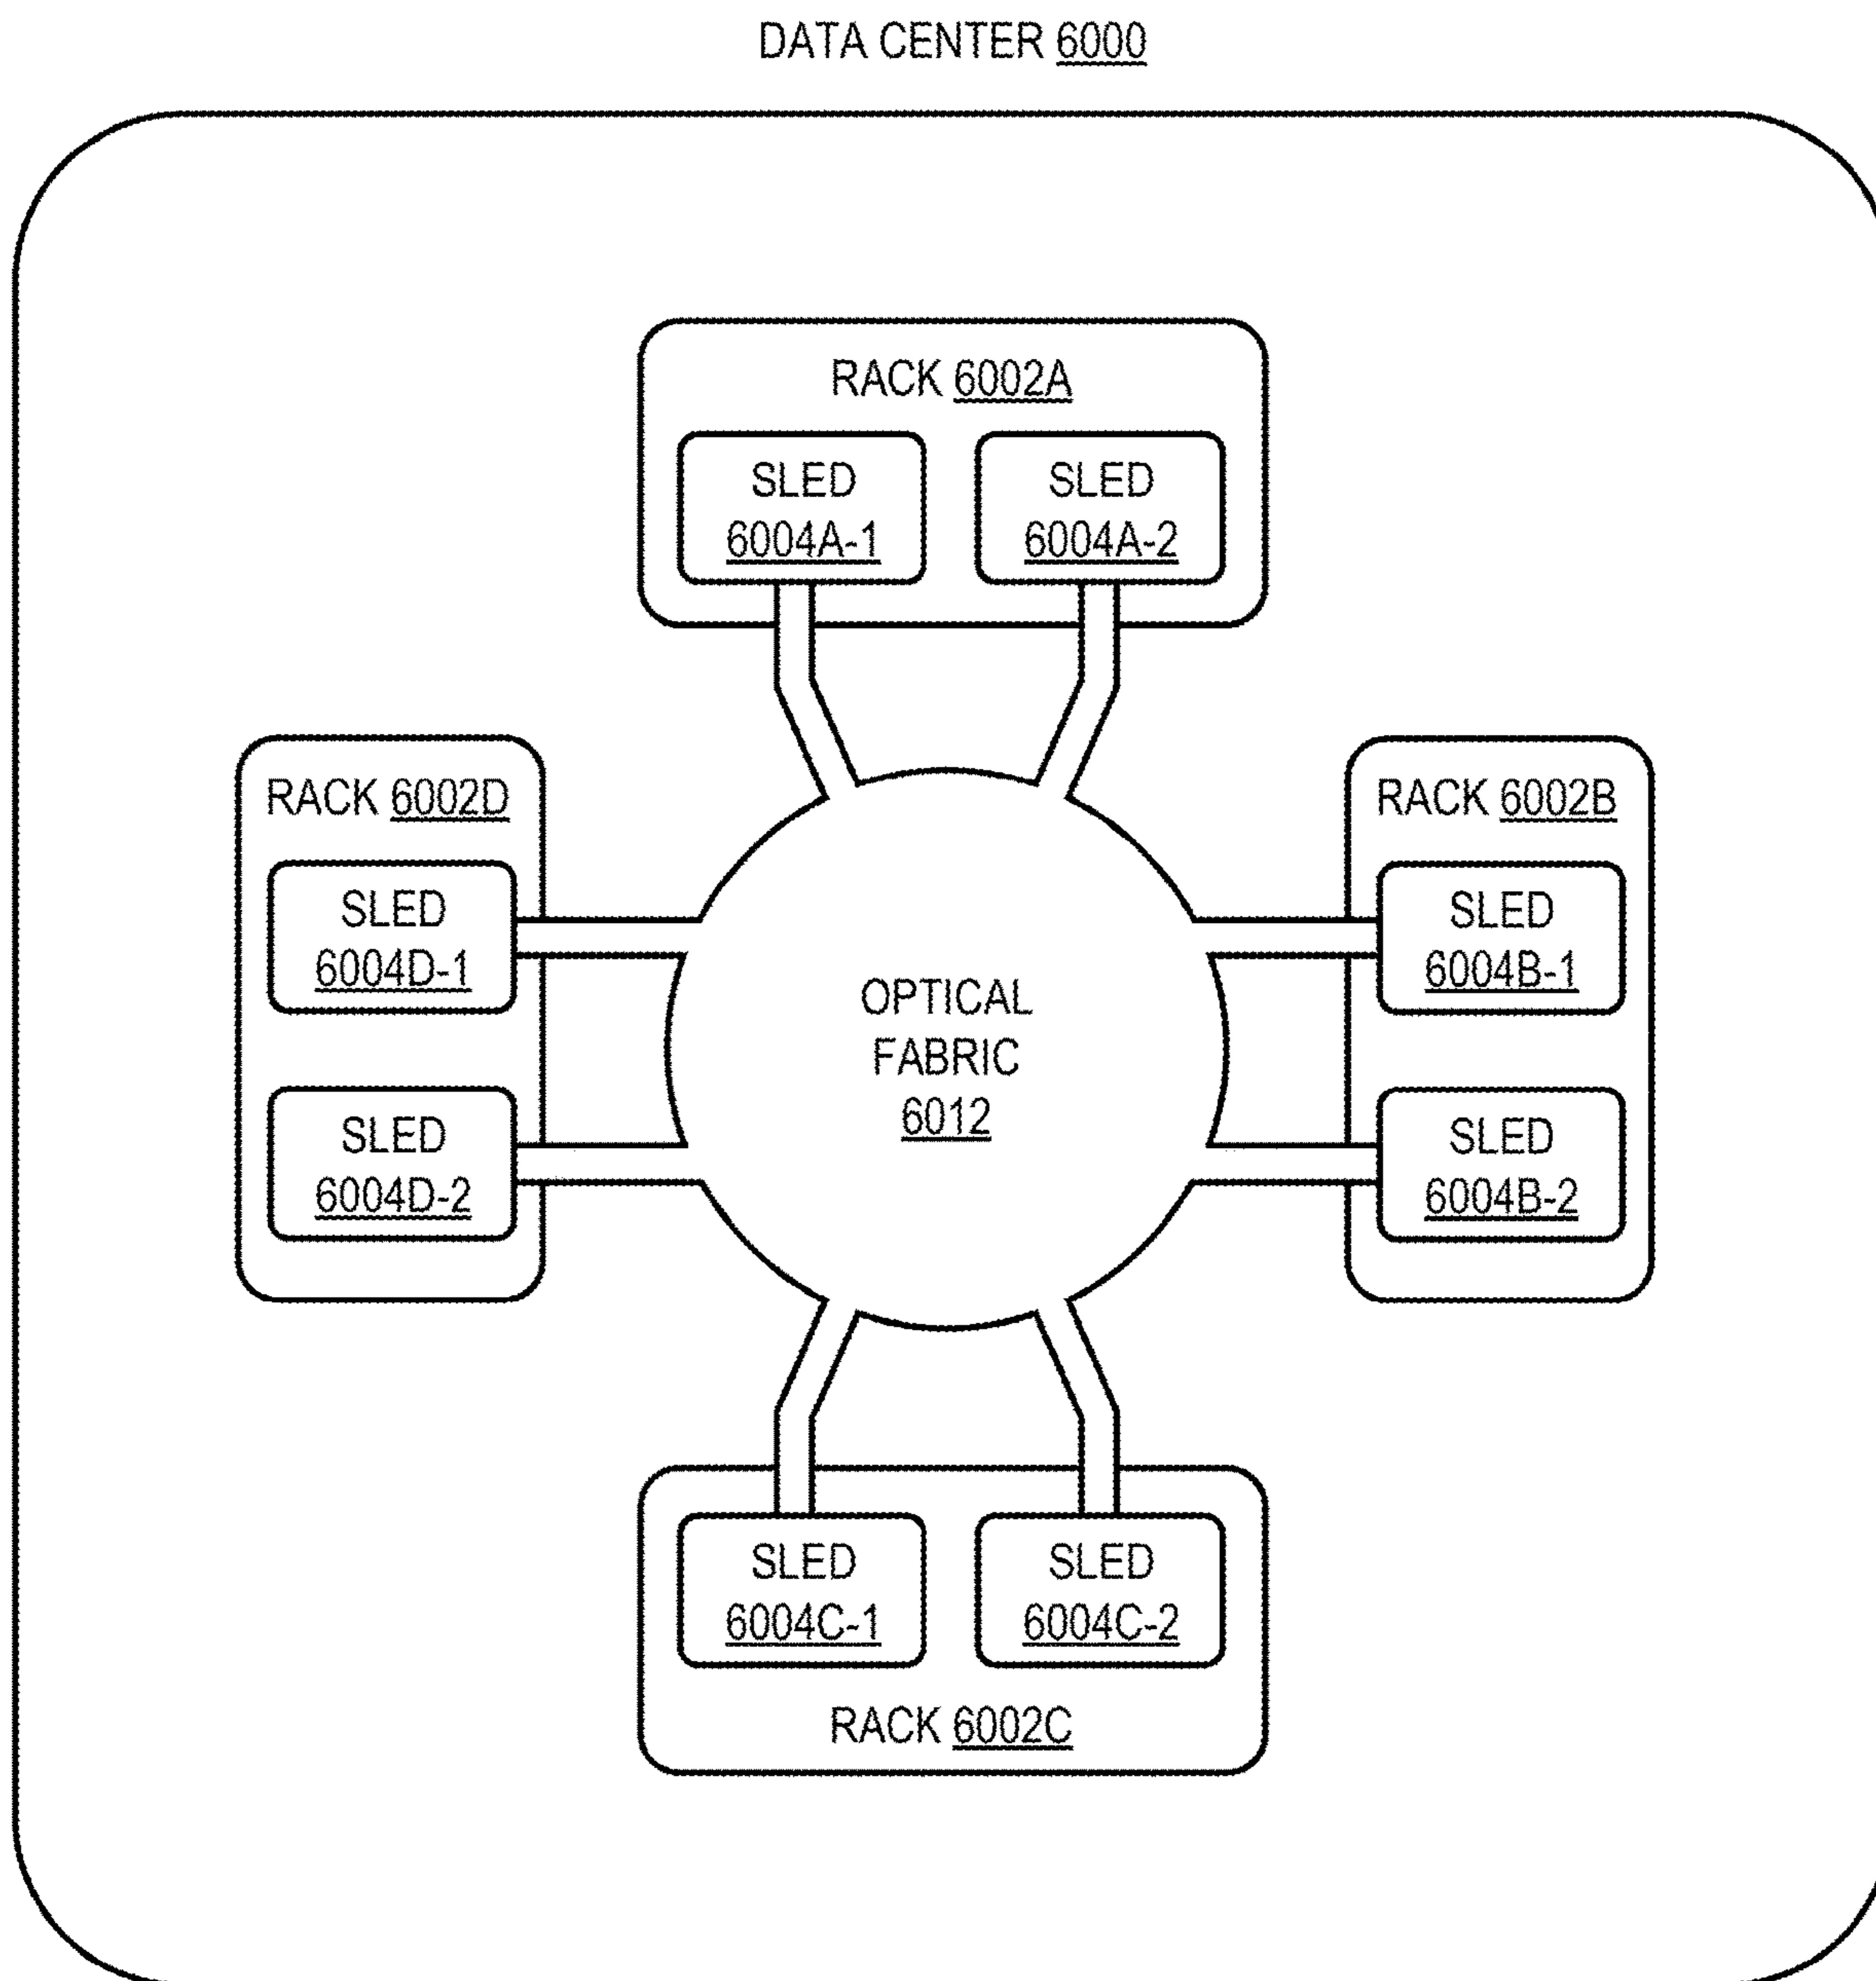 DATA CENTER 6000
RACK 6002A
SLED
6004A-1
SLED
6004A-2
RACK 6002D
SLED
6004D-1
SLED
6004D-2
OPTICAL
FABRIC
6012
RACK 6002B
SLED
6004B-1
SLED
6004B-2
SLED
6004C-1
SLED
6004C-2
RACK 6002C